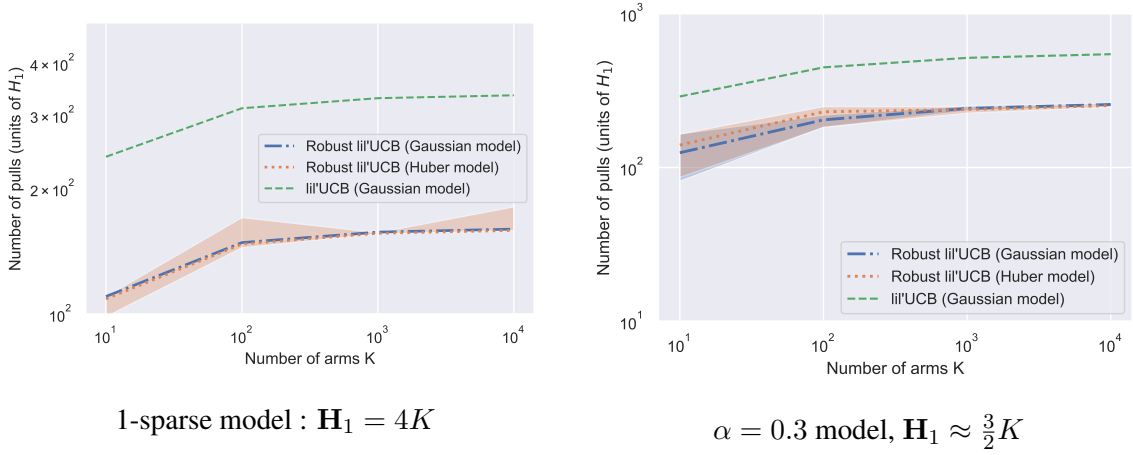 Number of pulls (units of H₁)
4 × 10²
3 × 10²
2 × 10²
10²
Robust lil'UCB (Gaussian model)
Robust lil'UCB (Huber model)
lil'UCB (Gaussian model)
10¹ 10² 10³ 10⁴
Number of arms K
1-sparse model : H₁ = 4K
Number of pulls (units of H₁)
10³
10²
10¹
Robust lil'UCB (Gaussian model)
Robust lil'UCB (Huber model)
lil'UCB (Gaussian model)
10¹ 10² 10³ 10⁴
Number of arms K
α = 0.3 model, H₁ ≈ 3/2 K